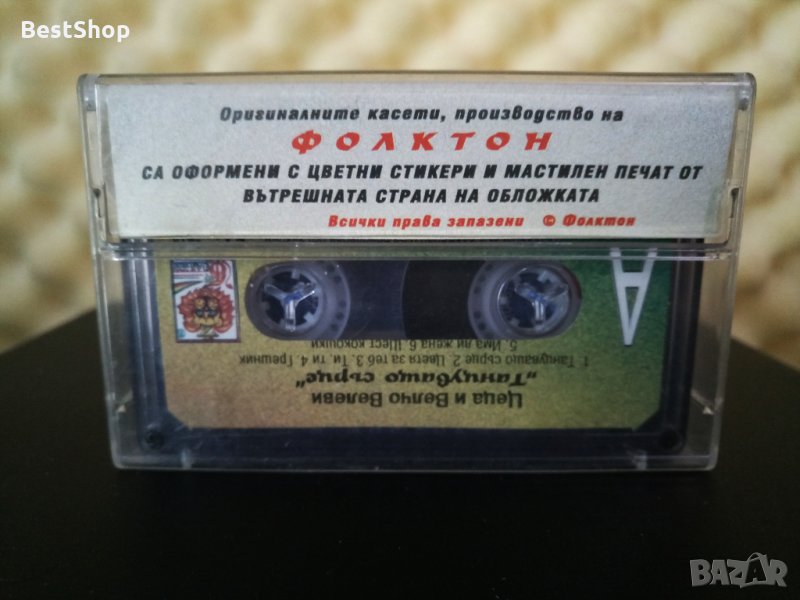 BestShop
Оригиналните касети, производство на
ФОЛКТОН
СА ОФОРМЕНИ С ЦВЕТНИ СТИКЕРИ И МАСТИЛЕН ПЕЧАТ ОТ
ВЪТРЕШНАТА СТРАНА НА ОБЛОЖКАТА
Всички права запазени © Фолктон
A
Цеца и Велчо Велеви
„Танцуващо сърце"
1. Танцуващо сърце 2. Цветя за теб 3. Ти, ти 4. Грешник
5. Има ли жена 6. Шест кокошки
BAZAR